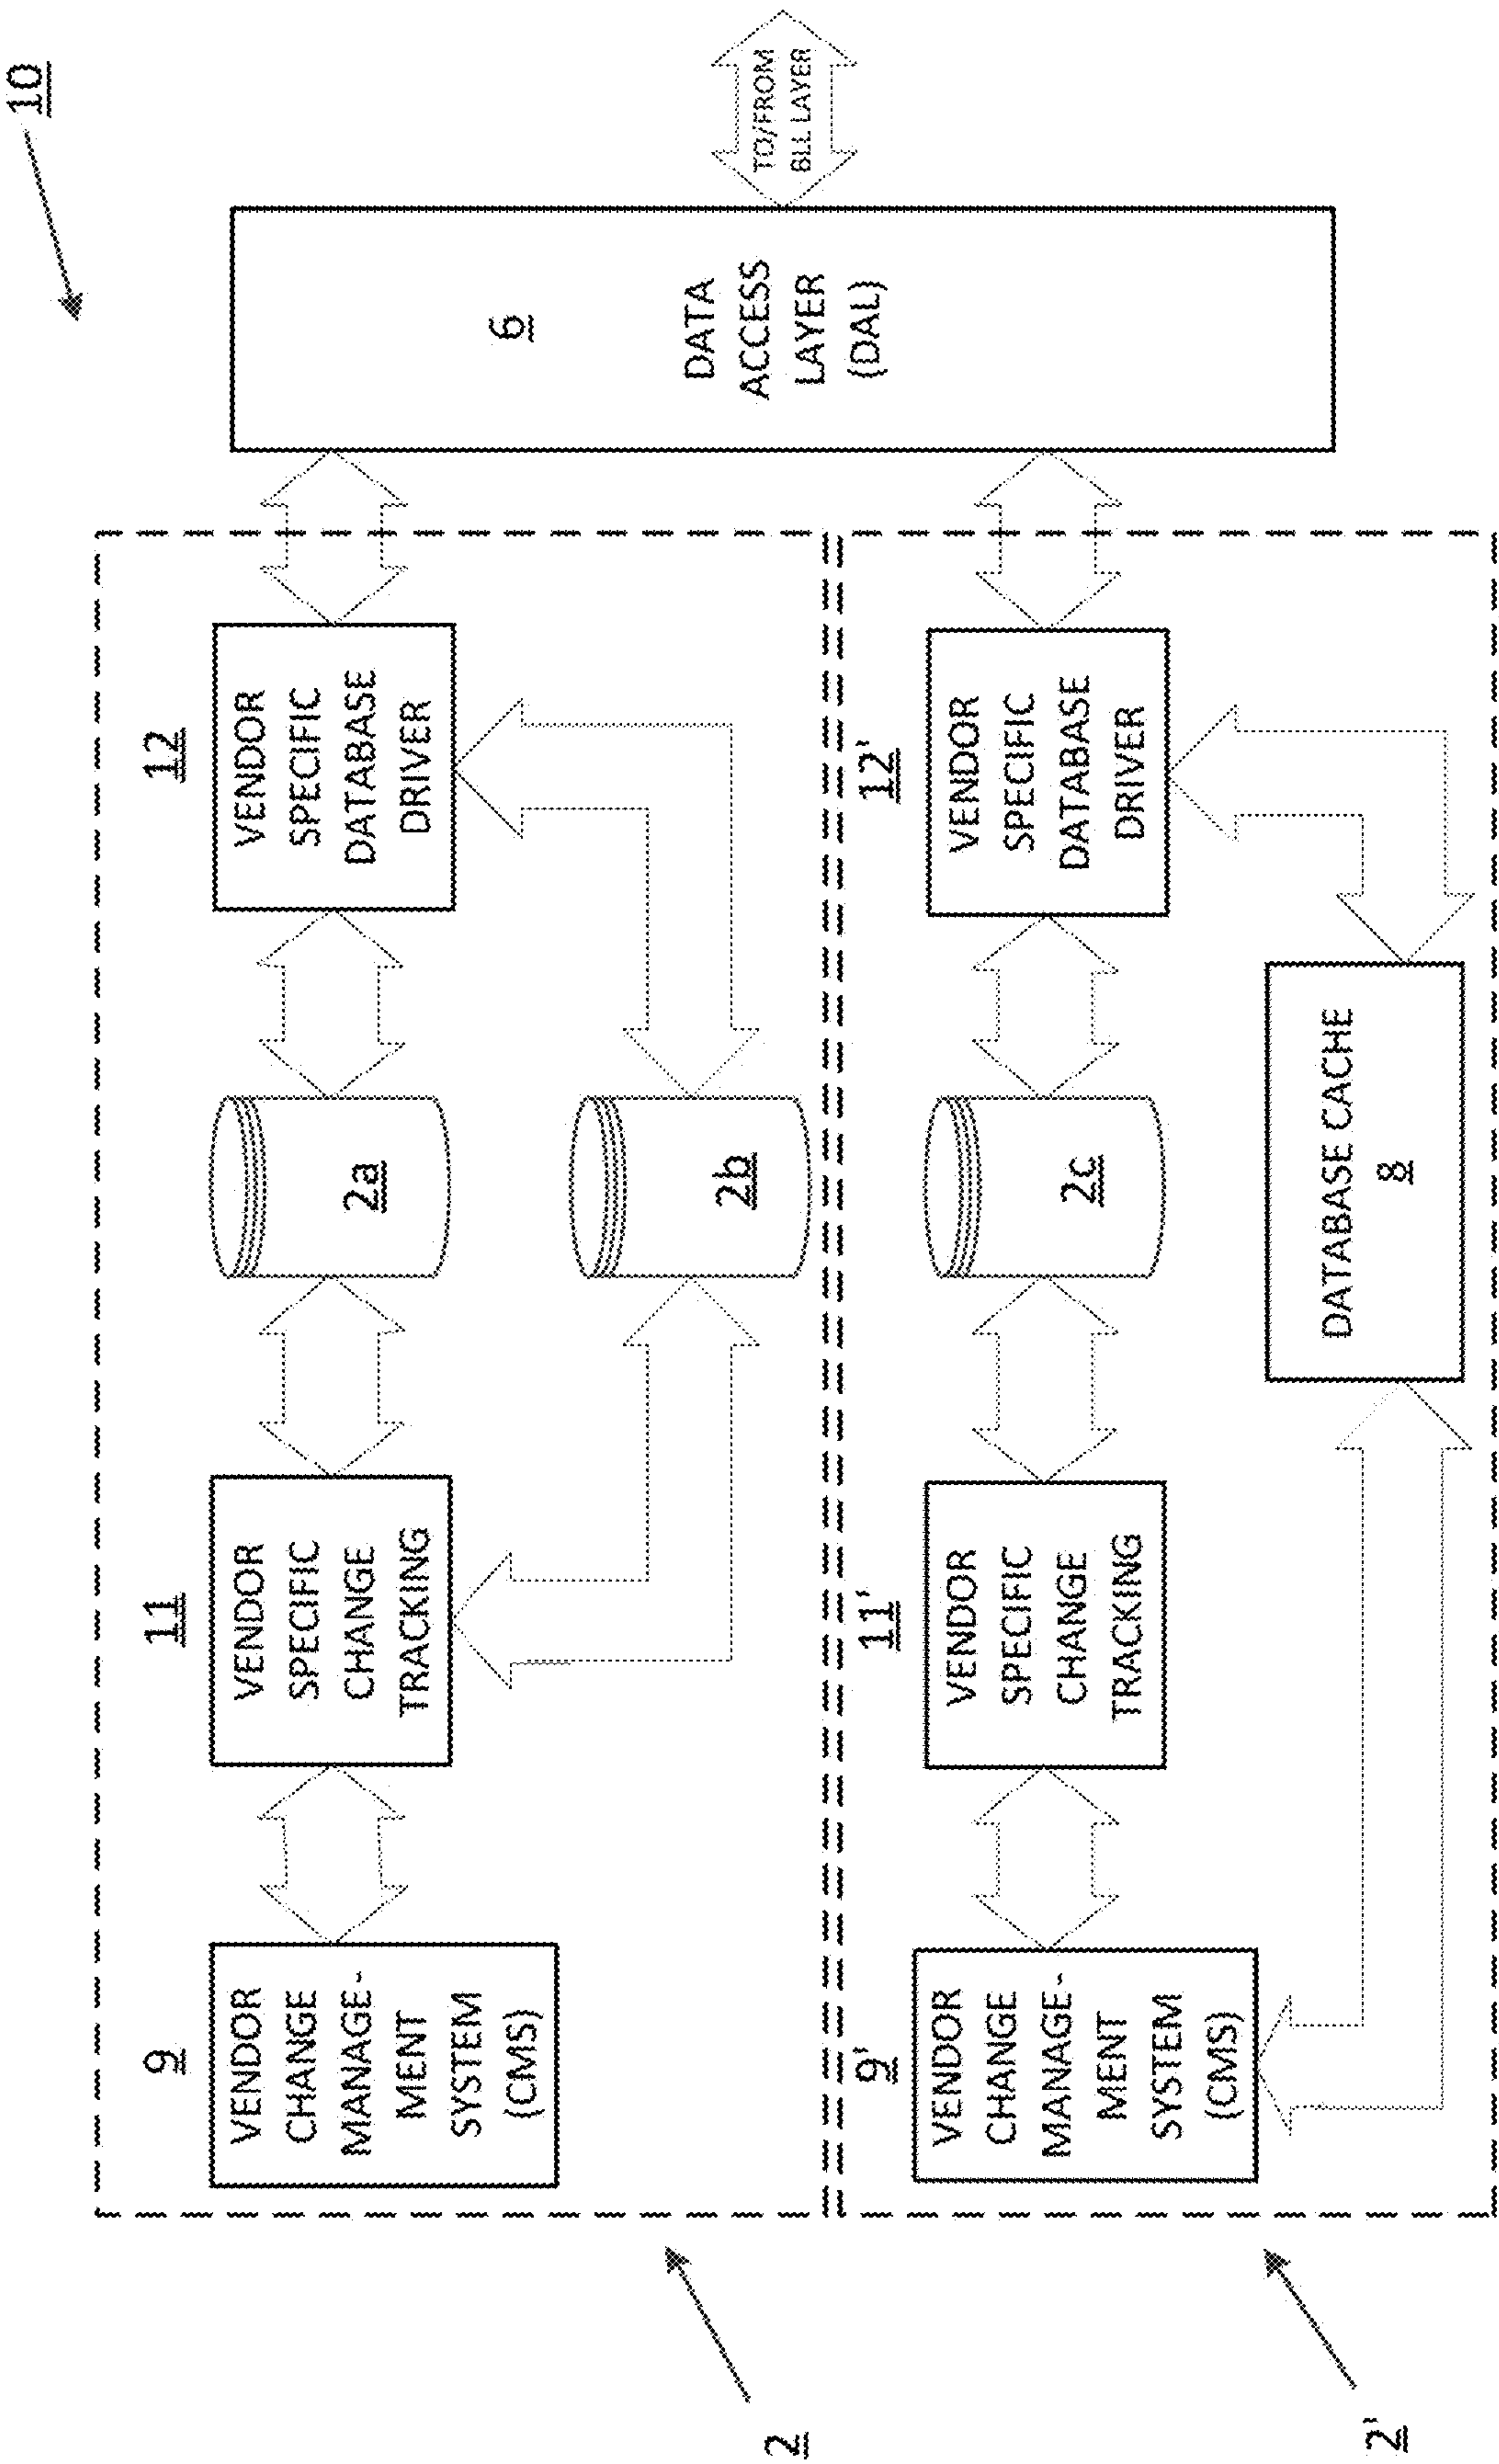 10
TO/FROM
BLL LAYER
6
DATA
ACCESS
LAYER
(DAL)
12
VENDOR
SPECIFIC
DATABASE
DRIVER
2a
2b
11
VENDOR
SPECIFIC
CHANGE
TRACKING
9
VENDOR
CHANGE
MANAGE-
MENT
SYSTEM
(CMS)
2
12'
VENDOR
SPECIFIC
DATABASE
DRIVER
2c
DATABASE CACHE
8
11'
VENDOR
SPECIFIC
CHANGE
TRACKING
9'
VENDOR
CHANGE
MANAGE-
MENT
SYSTEM
(CMS)
2'